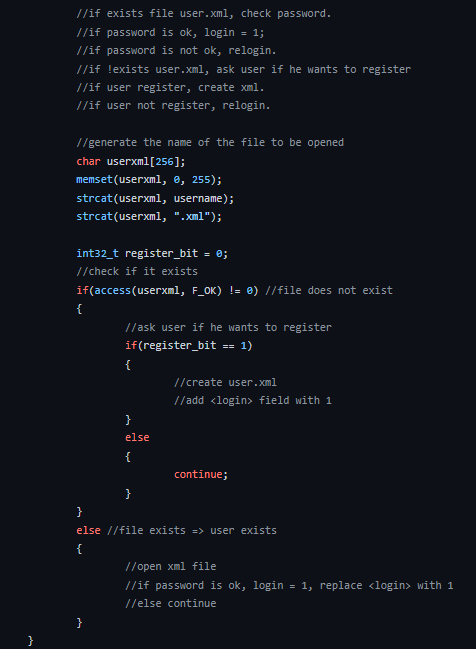 //if exists file user.xml, check password.
//if password is ok, login = 1;
//if password is not ok, relogin.
//if !exists user.xml, ask user if he wants to register
//if user register, create xml.
//if user not register, relogin.
//generate the name of the file to be opened
char userxml[256];
memset(userxml, 0, 255);
strcat(userxml, username);
strcat(userxml, ".xml");
int32_t register_bit = 0;
//check if it exists
if(access(userxml, F_OK) != 0) //file does not exist
{
//ask user if he wants to register
if(register_bit == 1)
{
//create user.xml
//add <login> field with 1
}
else
{
continue;
}
}
else //file exists => user exists
{
//open xml file
//if password is ok, login = 1, replace <login> with 1
//else continue
}
}